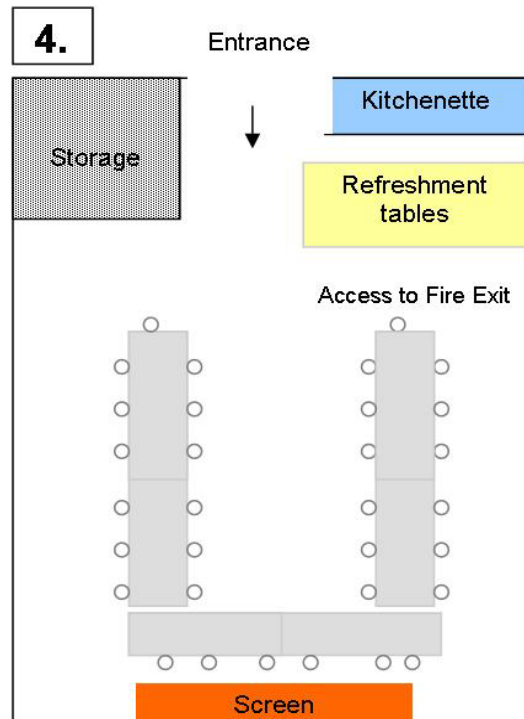 4.
Entrance
Kitchenette
Storage
Refreshment
tables
Access to Fire Exit
Screen